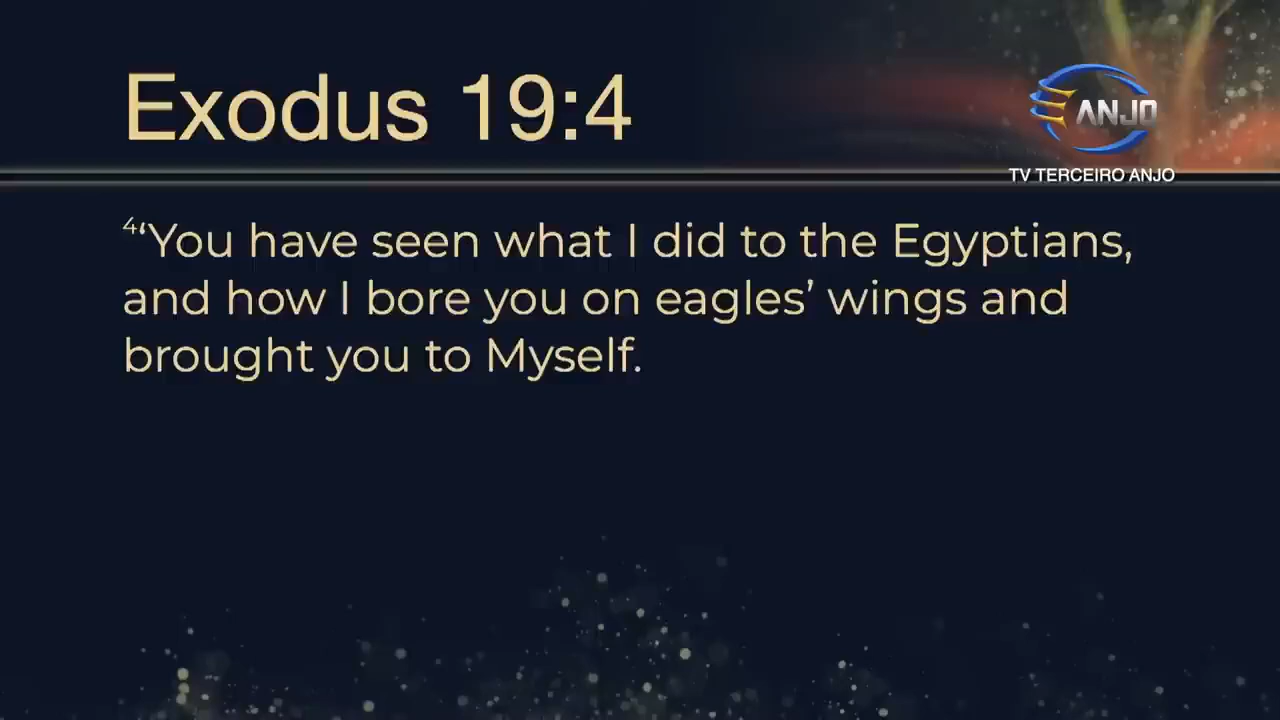 Exodus 19:4
ANJO
TV TERCEIRO ANJO
⁴‘You have seen what I did to the Egyptians,
and how I bore you on eagles’ wings and
brought you to Myself.